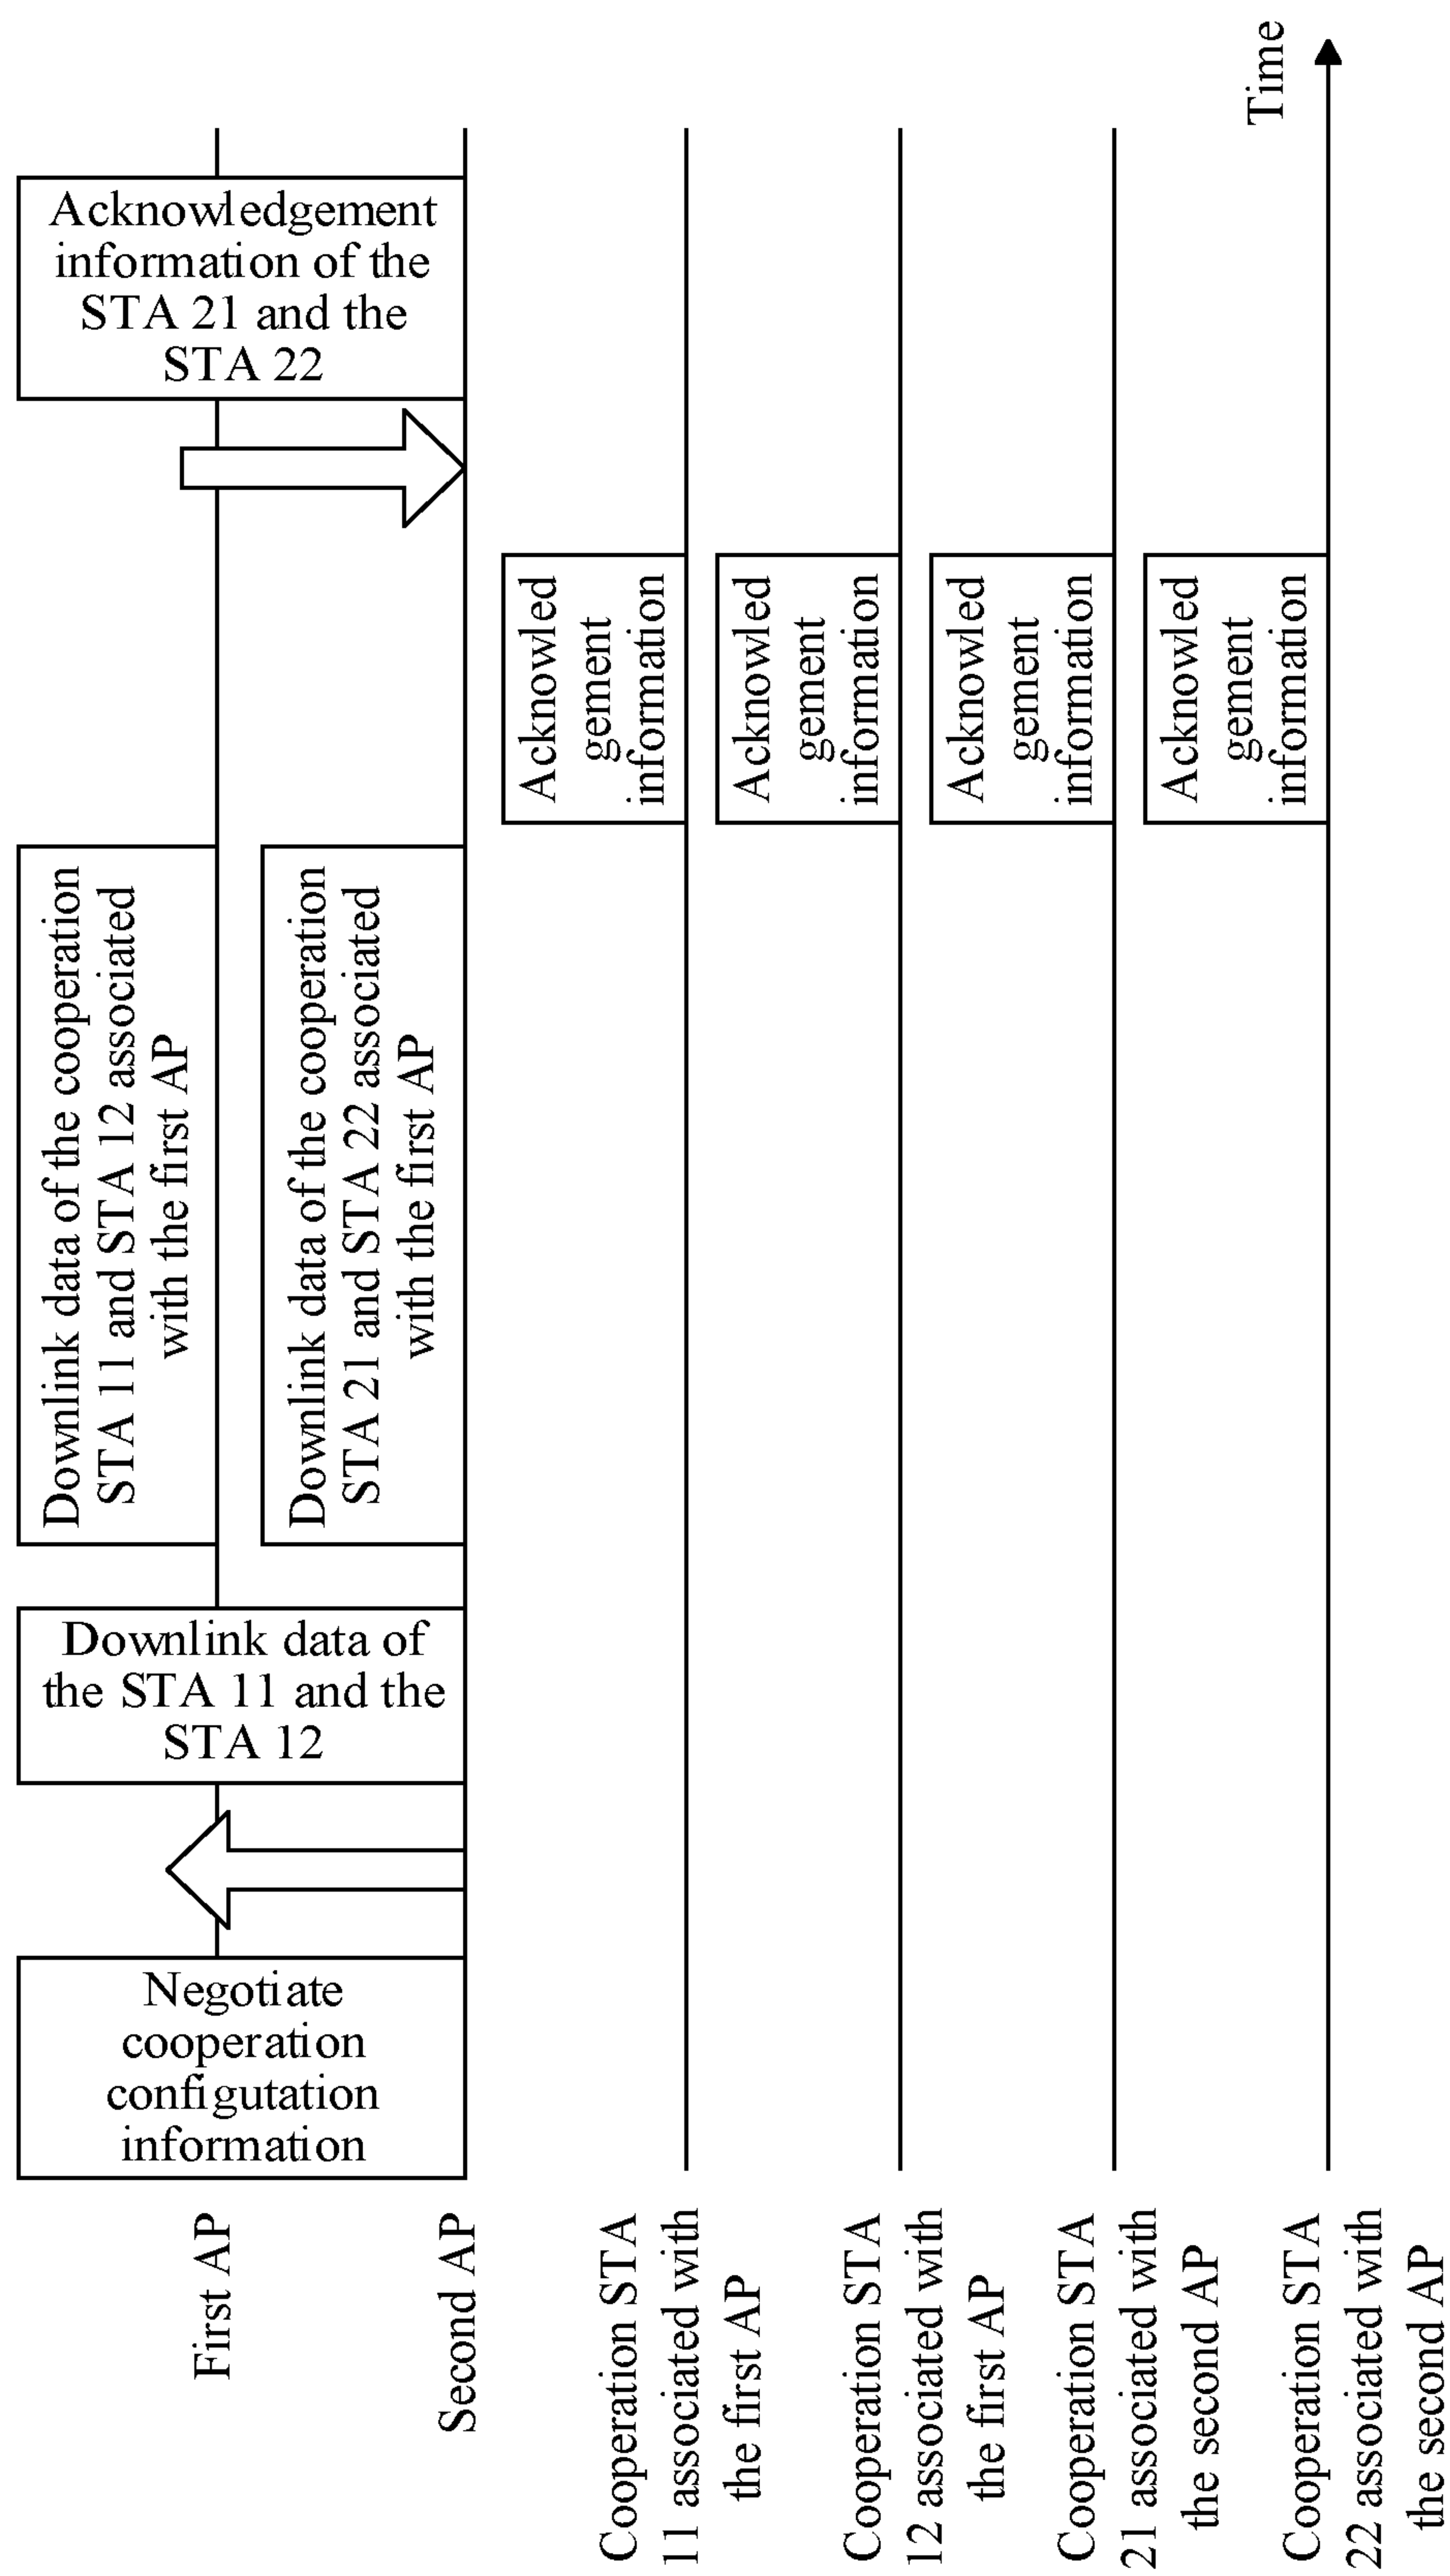 Acknowledgement
information of the
STA 21 and the
STA 22
Time
Acknowled
gement
information
Acknowled
gement
information
Acknowled
gement
information
Acknowled
gement
information
Downlink data of the cooperation
STA 11 and STA 12 associated
with the first AP
Downlink data of the cooperation
STA 21 and STA 22 associated
with the first AP
Downlink data of
the STA 11 and the
STA 12
Negotiate
cooperation
configutation
information
First AP
Second AP
Cooperation STA
11 associated with
the first AP
Cooperation STA
12 associated with
the first AP
Cooperation STA
21 associated with
the second AP
Cooperation STA
22 associated with
the second AP